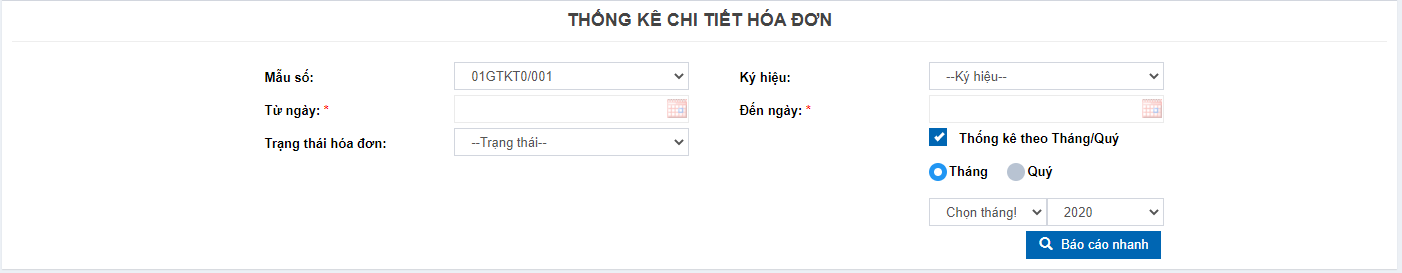 THỐNG KÊ CHI TIẾT HÓA ĐƠN
Mẫu số: 01GTKT0/001 Ký hiệu: --Ký hiệu--
Từ ngày: * Đến ngày: *
Trạng thái hóa đơn: --Trạng thái-- Thống kê theo Tháng/Quý
Tháng Quý
Chọn tháng! 2020
Báo cáo nhanh